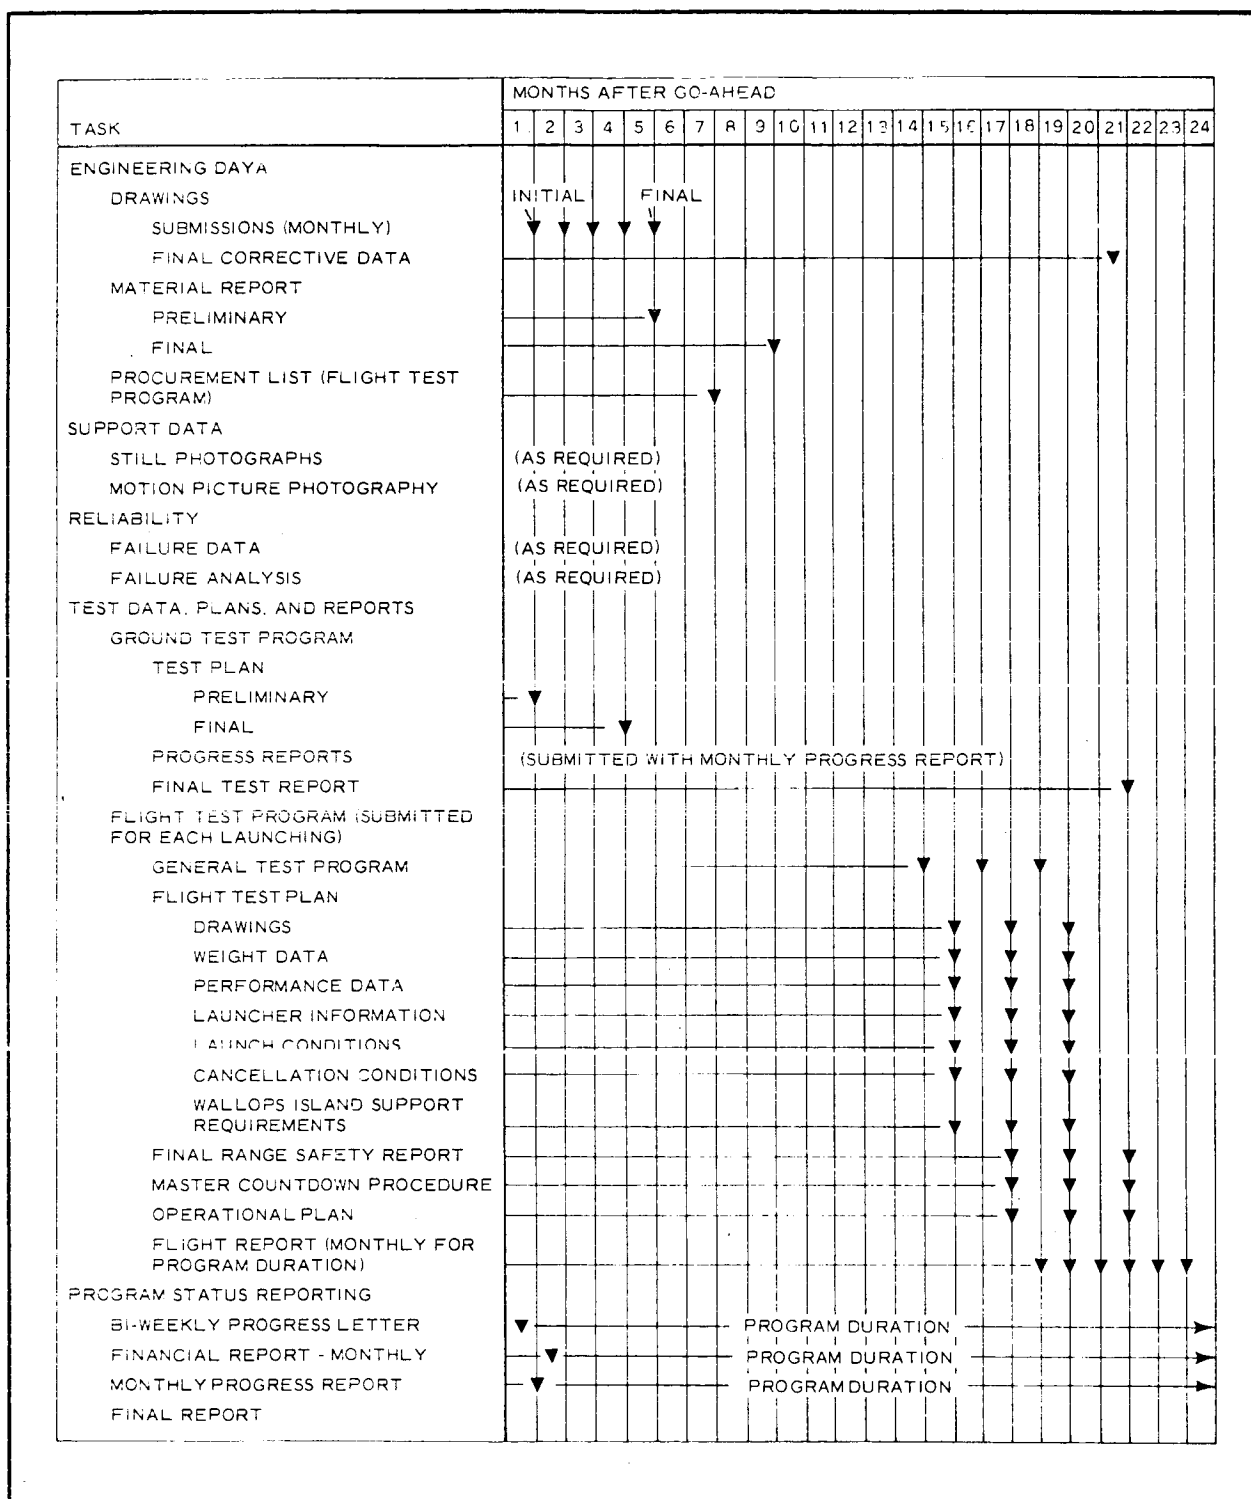 MONTHS AFTER GO-AHEAD
TASK 1 2 3 4 5 6 7 8 9 10 11 12 13 14 15 16 17 18 19 20 21 22 23 24
ENGINEERING DAYA
DRAWINGS INITIAL FINAL
SUBMISSIONS (MONTHLY)
FINAL CORRECTIVE DATA
MATERIAL REPORT
PRELIMINARY
FINAL
PROCUREMENT LIST (FLIGHT TEST
PROGRAM)
SUPPORT DATA
STILL PHOTOGRAPHS (AS REQUIRED)
MOTION PICTURE PHOTOGRAPHY (AS REQUIRED)
RELIABILITY
FAILURE DATA (AS REQUIRED)
FAILURE ANALYSIS (AS REQUIRED)
TEST DATA, PLANS, AND REPORTS
GROUND TEST PROGRAM
TEST PLAN
PRELIMINARY
FINAL
PROGRESS REPORTS (SUBMITTED WITH MONTHLY PROGRESS REPORT)
FINAL TEST REPORT
FLIGHT TEST PROGRAM (SUBMITTED
FOR EACH LAUNCHING)
GENERAL TEST PROGRAM
FLIGHT TEST PLAN
DRAWINGS
WEIGHT DATA
PERFORMANCE DATA
LAUNCHER INFORMATION
LAUNCH CONDITIONS
CANCELLATION CONDITIONS
WALLOPS ISLAND SUPPORT
REQUIREMENTS
FINAL RANGE SAFETY REPORT
MASTER COUNTDOWN PROCEDURE
OPERATIONAL PLAN
FLIGHT REPORT (MONTHLY FOR
PROGRAM DURATION)
PROGRAM STATUS REPORTING
BI-WEEKLY PROGRESS LETTER PROGRAM DURATION
FINANCIAL REPORT - MONTHLY PROGRAM DURATION
MONTHLY PROGRESS REPORT PROGRAM DURATION
FINAL REPORT